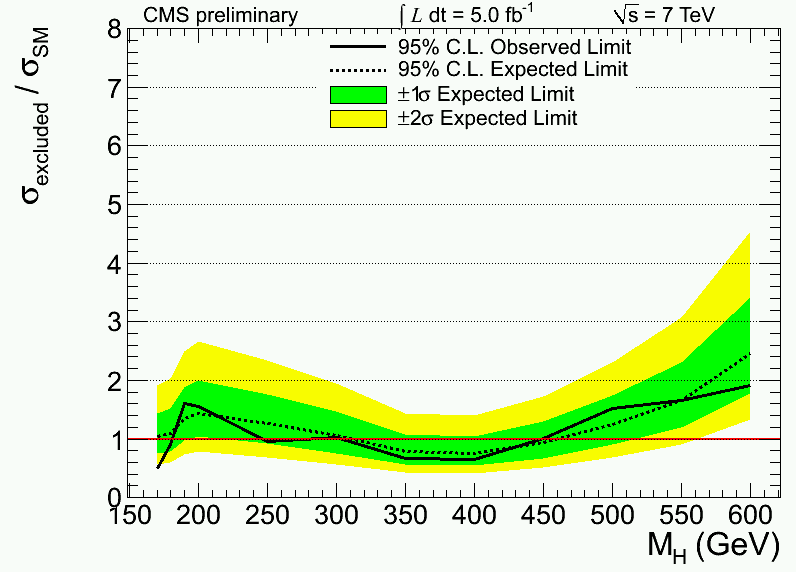 CMS preliminary
∫ L dt = 5.0 fb⁻¹
√s = 7 TeV
95% C.L. Observed Limit
95% C.L. Expected Limit
±1σ Expected Limit
±2σ Expected Limit
σexcluded / σSM
8
7
6
5
4
3
2
1
0
150 200 250 300 350 400 450 500 550 600
MH (GeV)